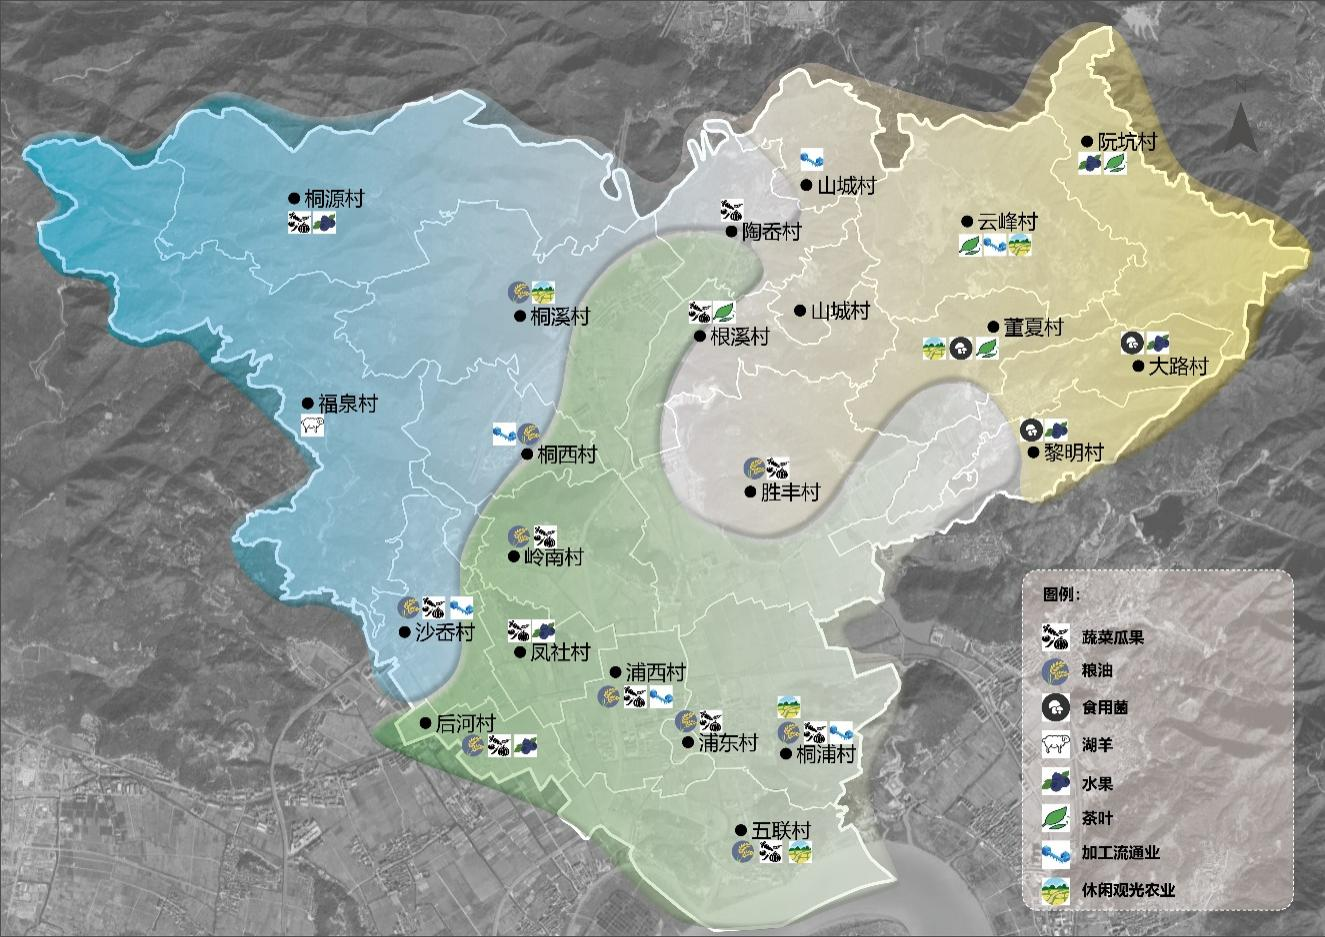 阮坑村
山城村
桐源村
云峰村
陶岙村
山城村
桐溪村
董夏村
根溪村
大路村
福泉村
黎明村
桐西村
胜丰村
岭南村
图例:
沙岙村
蔬菜瓜果
凤社村
浦西村
粮油
食用菌
后河村
浦东村
湖羊
桐浦村
水果
茶叶
五联村
加工流通业
休闲观光农业